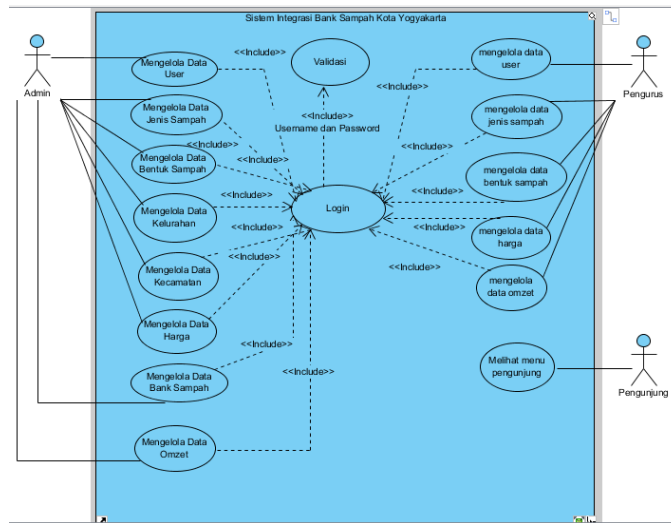 Sistem Integrasi Bank Sampah Kota Yogyakarta
Admin
Mengelola Data
User
Mengelola Data
Jenis Sampah
Mengelola Data
Bentuk Sampah
Mengelola Data
Kelurahan
Mengelola Data
Kecamatan
Mengelola Data
Harga
Mengelola Data
Bank Sampah
Mengelola Data
Omzet
<<Include>>
<<Include>>
<<Include>>
<<Include>>
<<Include>>
<<Include>>
<<Include>>
<<Include>>
Validasi
<<Include>>
Username dan Password
Login
<<Include>>
<<Include>>
<<Include>>
<<Include>>
<<Include>>
mengelola data
user
mengelola data
jenis sampah
mengelola data
bentuk sampah
mengelola data
harga
mengelola
data omzet
Melihat menu
pengunjung
Pengurus
Pengunjung